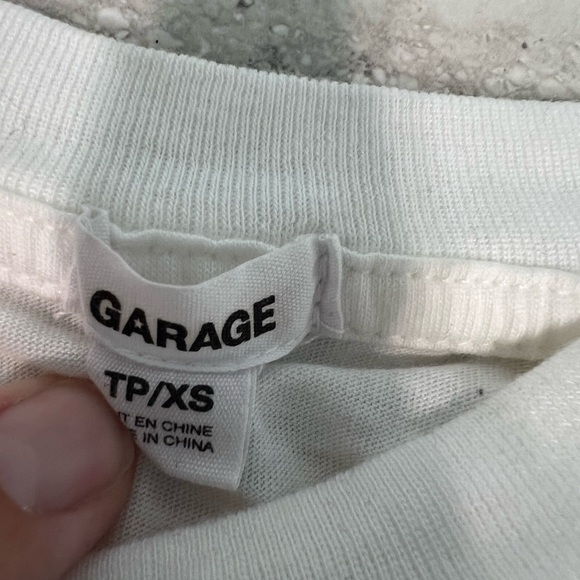 GARAGE
TP/XS
T EN CHINE
IN CHINA